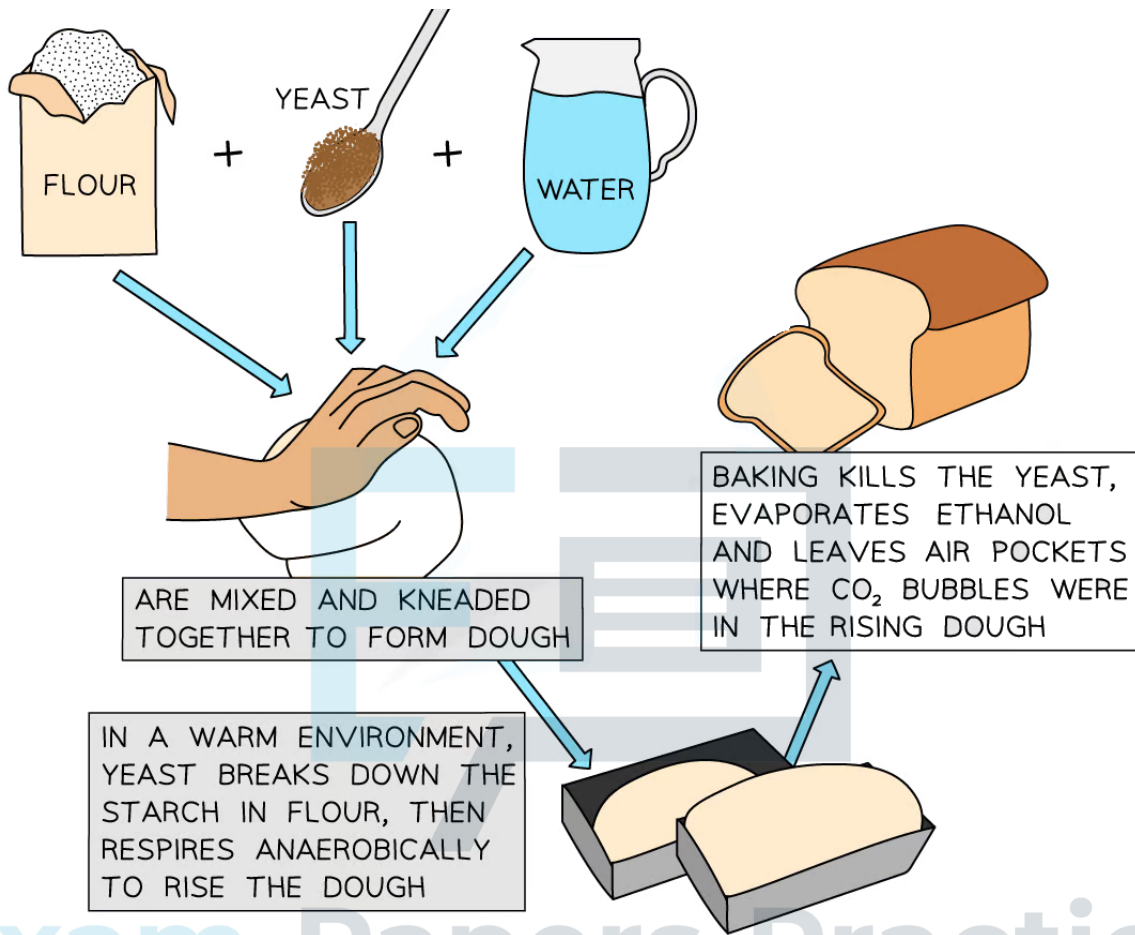 YEAST
+
+
FLOUR
WATER
ARE MIXED AND KNEADED
TOGETHER TO FORM DOUGH
IN A WARM ENVIRONMENT,
YEAST BREAKS DOWN THE
STARCH IN FLOUR, THEN
RESPIRES ANAEROBICALLY
TO RISE THE DOUGH
BAKING KILLS THE YEAST,
EVAPORATES ETHANOL
AND LEAVES AIR POCKETS
WHERE CO₂ BUBBLES WERE
IN THE RISING DOUGH